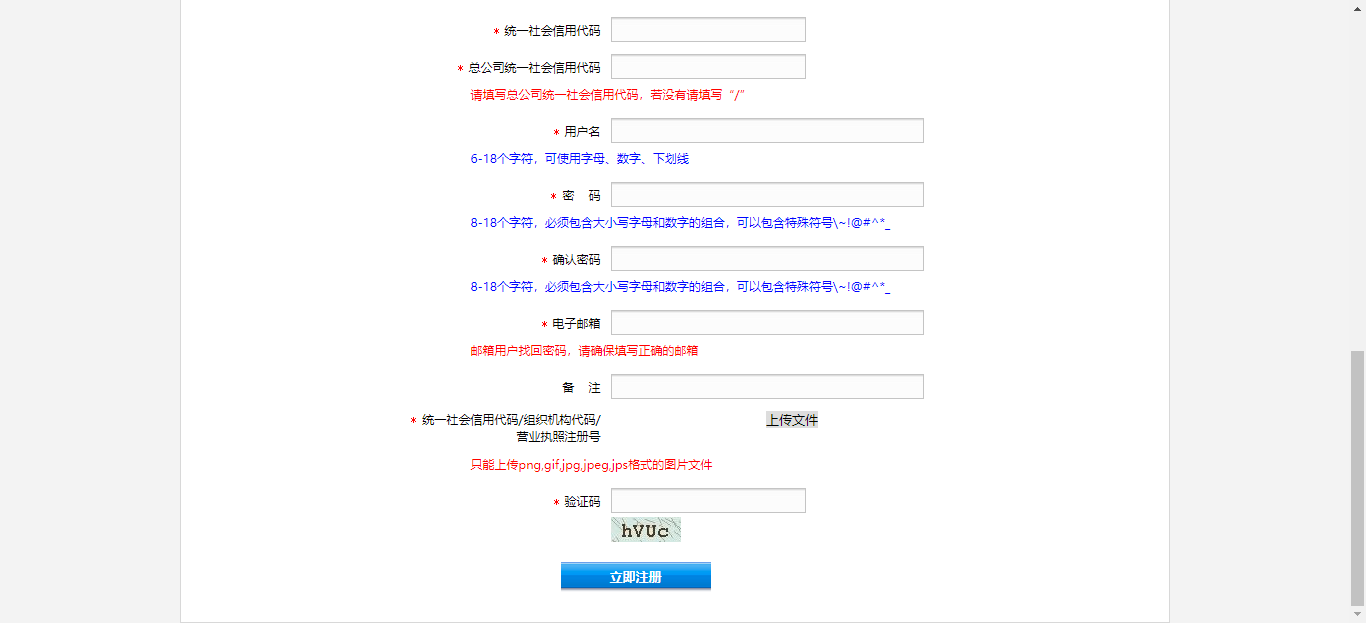 * 统一社会信用代码
* 总公司统一社会信用代码
请填写总公司统一社会信用代码，若没有请填写“/”
* 用户名
6-18个字符，可使用字母、数字、下划线
* 密 码
8-18个字符，必须包含大小写字母和数字的组合，可以包含特殊符号\~!@#^*_
* 确认密码
8-18个字符，必须包含大小写字母和数字的组合，可以包含特殊符号\~!@#^*_
* 电子邮箱
邮箱用户找回密码，请确保填写正确的邮箱
备 注
* 统一社会信用代码/组织机构代码/
营业执照注册号
上传文件
只能上传png,gif,jpg,jpeg,jps格式的图片文件
* 验证码
hVUc
立即注册